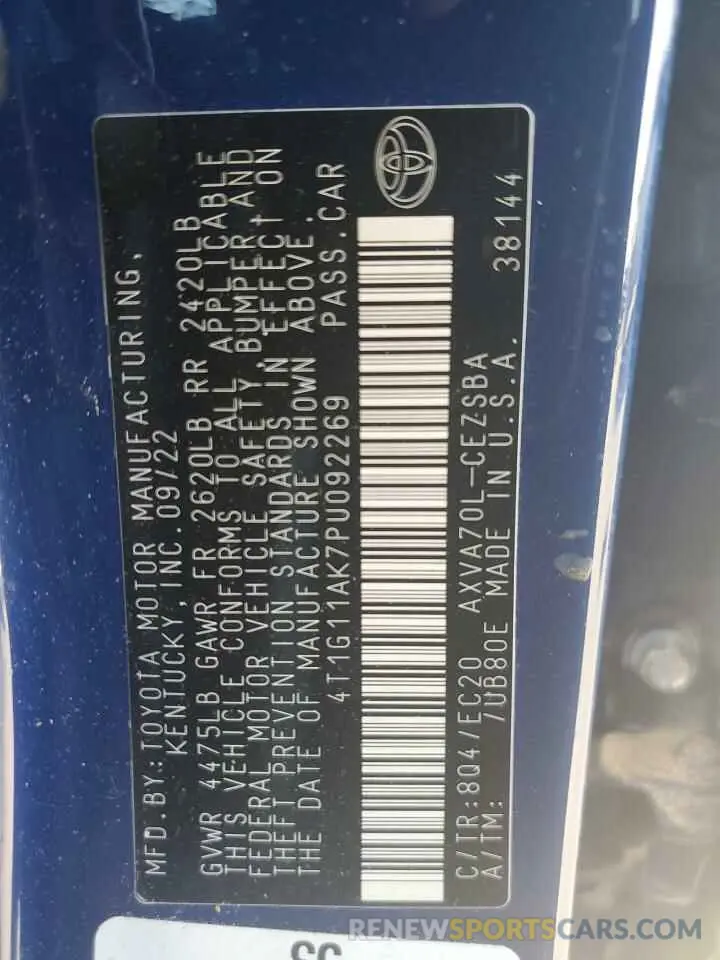 MFD.BY:TOYOTA MOTOR MANUFACTURING,
KENTUCKY, INC.09/22
GVWR 4475LB GAWR FR 2620LB RR 2420LB
THIS VEHICLE CONFORMS TO ALL APPLICABLE
FEDERAL MOTOR VEHICLE SAFETY, BUMPER AND
THEFT PREVENTION STANDARDS IN EFFECT ON
THE DATE OF MANUFACTURE SHOWN ABOVE.
4T1G11AK7PU092269 PASS.CAR
C/TR:8Q4/EC20 AXVA70L-CEZSBA
A/TM: /UB80E MADE IN U.S.A. 38144
RENEWSPORTSCARS.COM